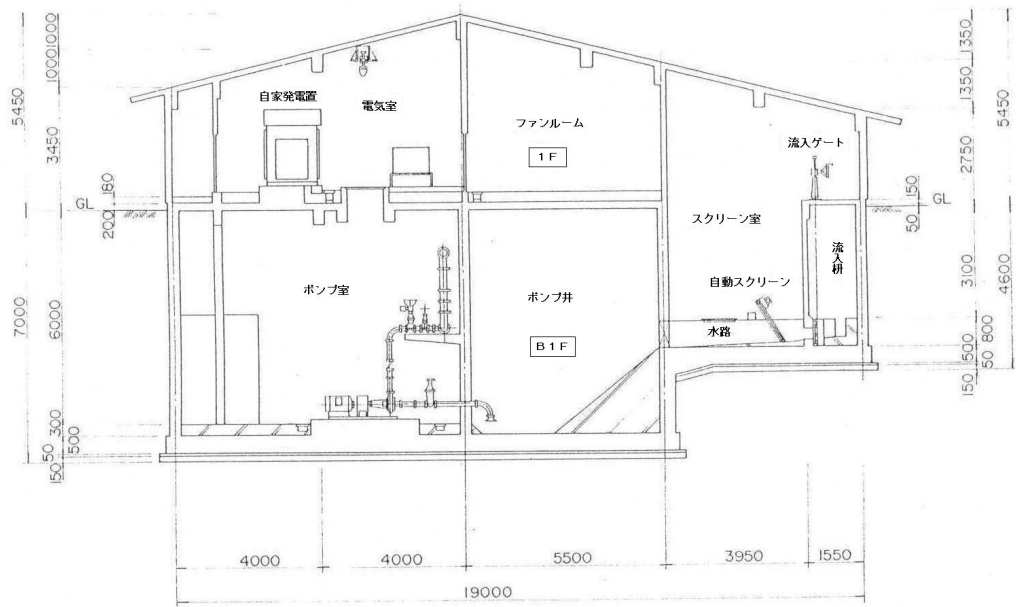 1000
1000
3450
5450
180
GL
200
6000
7000
300
500
50
150
自家発電置
電気室
ファンルーム
1F
流入ゲート
スクリーン室
流入枡
自動スクリーン
水路
ポンプ室
ポンプ井
B1F
1350
1350
2750
5450
150
GL
50
3100
4600
800
500
50
150
4000
4000
5500
3950
1550
19000